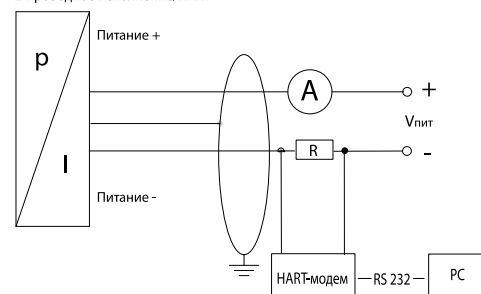 Питание +
p
A
+
Vпит
I
R
-
Питание -
HART-модем
RS 232
PC